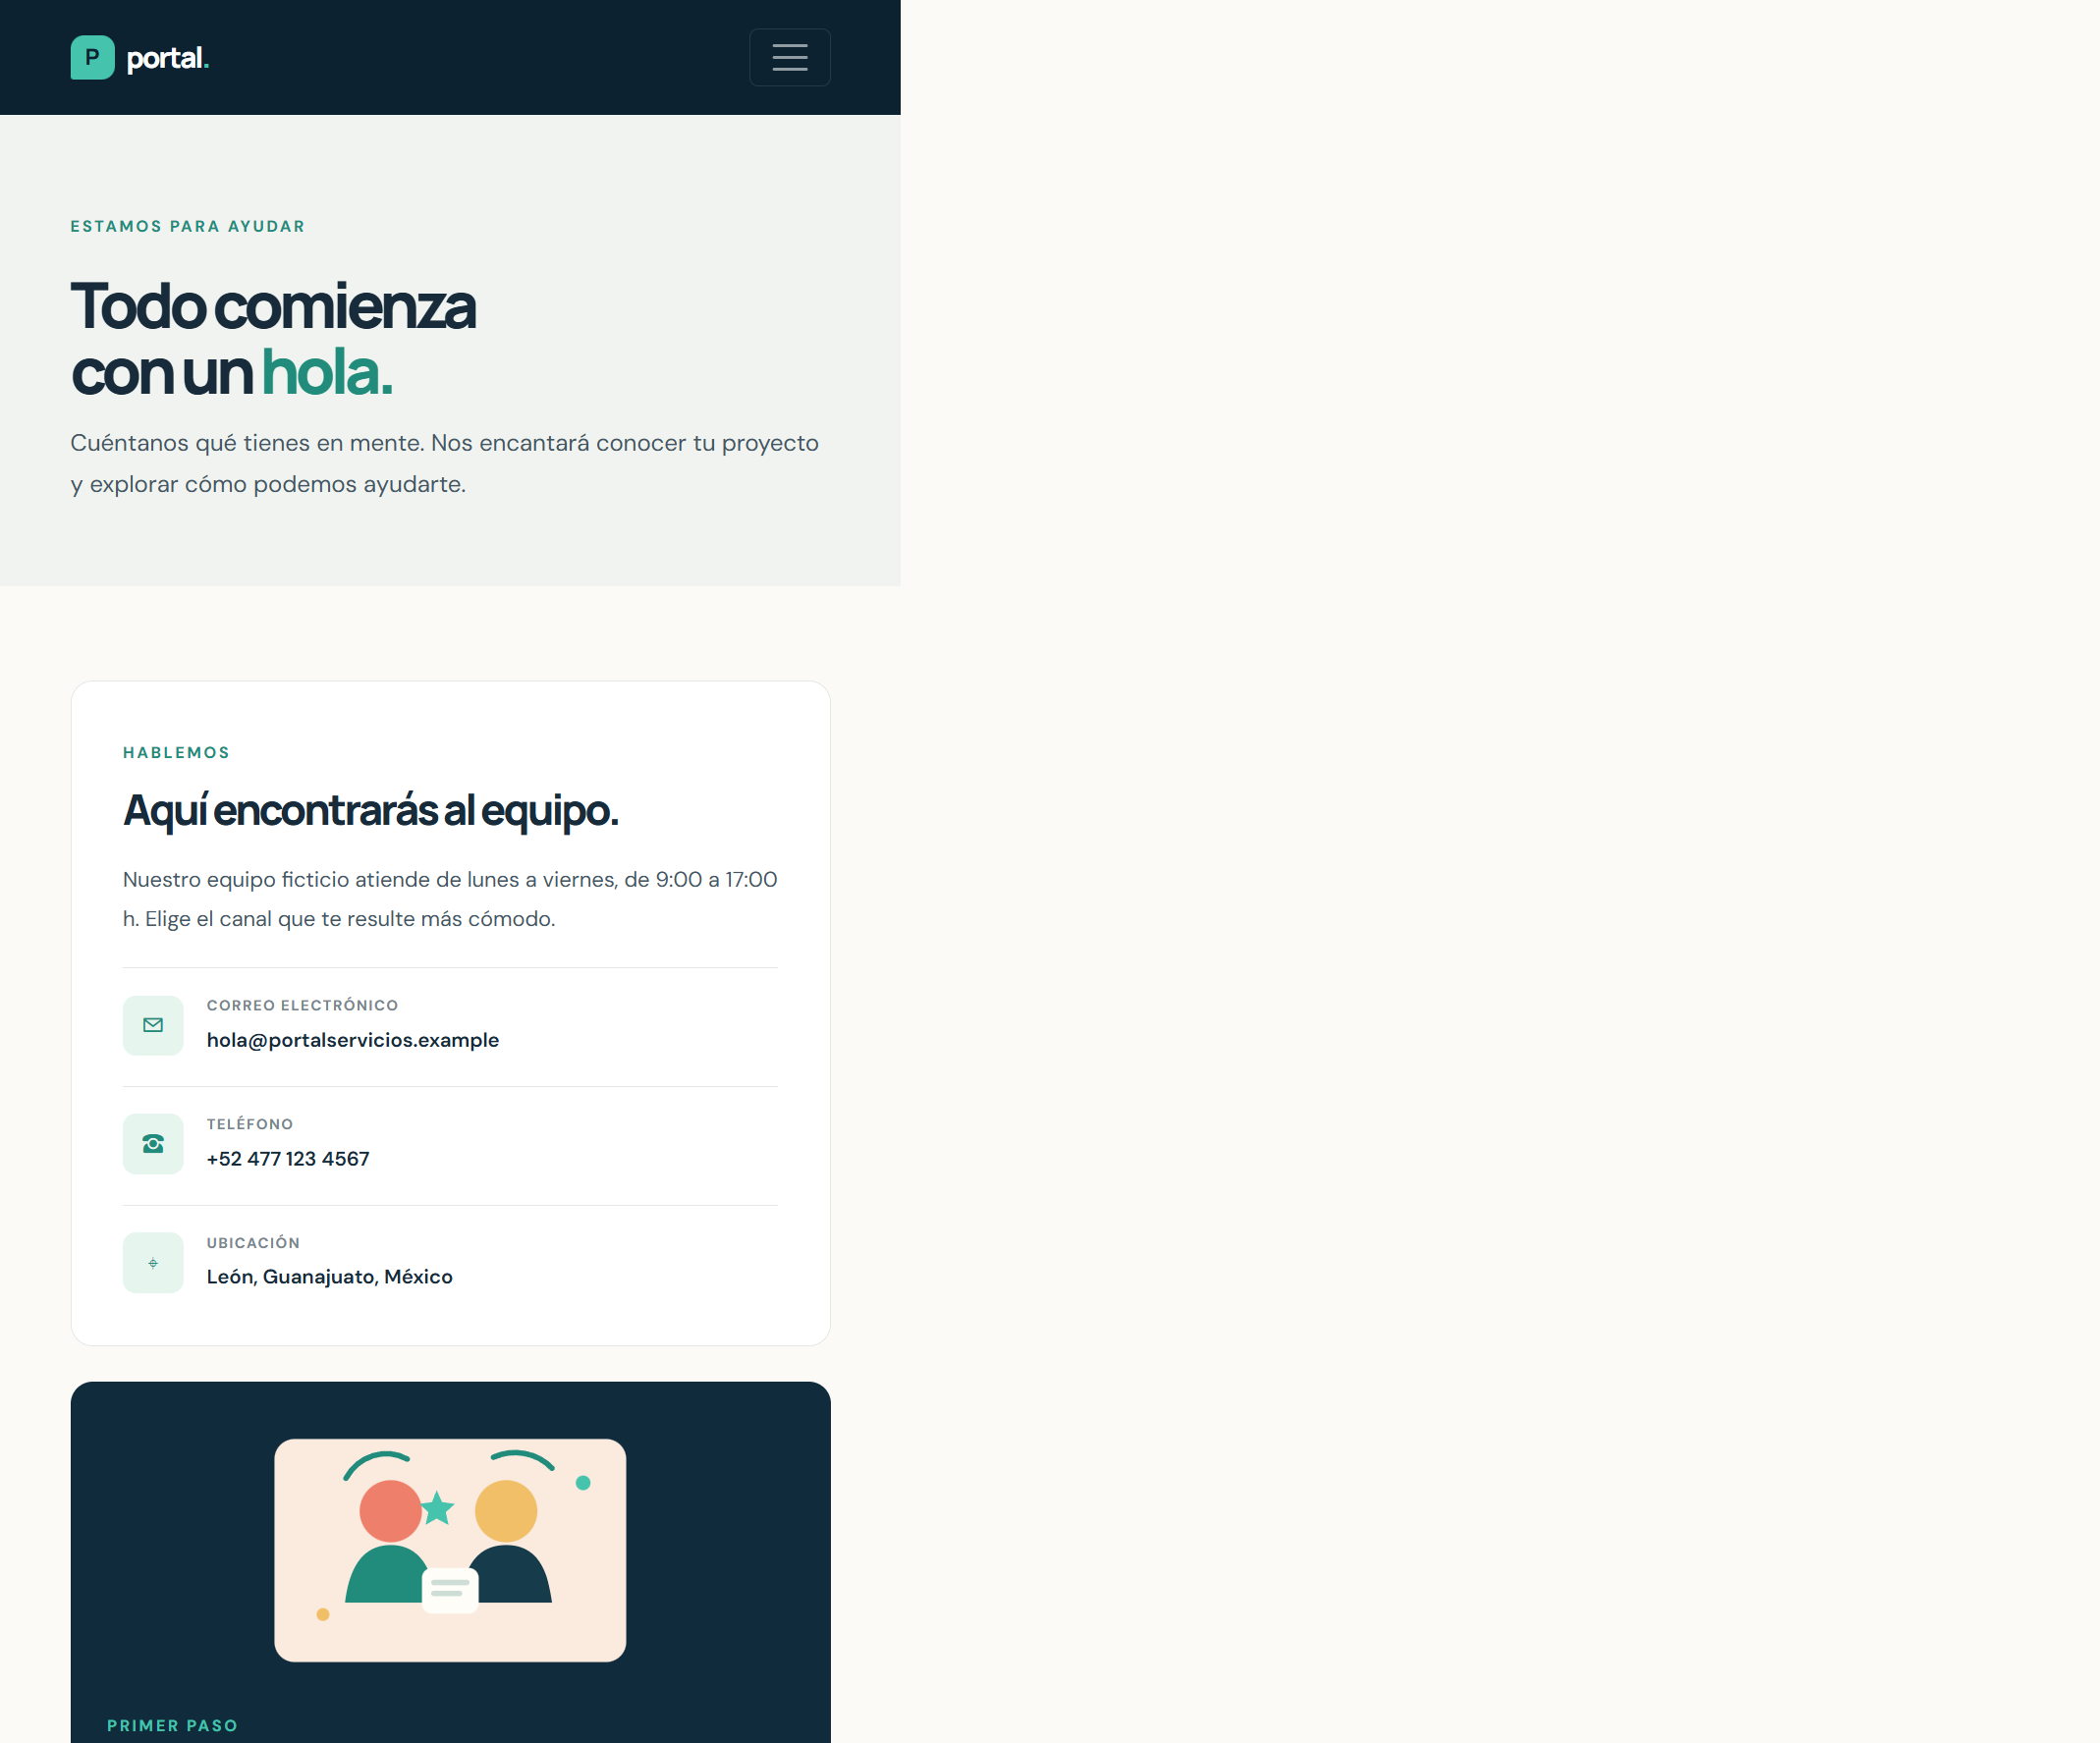 P portal.
ESTAMOS PARA AYUDAR
Todo comienza
con un hola.
Cuéntanos qué tienes en mente. Nos encantará conocer tu proyecto
y explorar cómo podemos ayudarte.
HABLEMOS
Aquí encontrarás al equipo.
Nuestro equipo ficticio atiende de lunes a viernes, de 9:00 a 17:00
h. Elige el canal que te resulte más cómodo.
CORREO ELECTRÓNICO
hola@portalservicios.example
TELÉFONO
+52 477 123 4567
UBICACIÓN
León, Guanajuato, México
PRIMER PASO